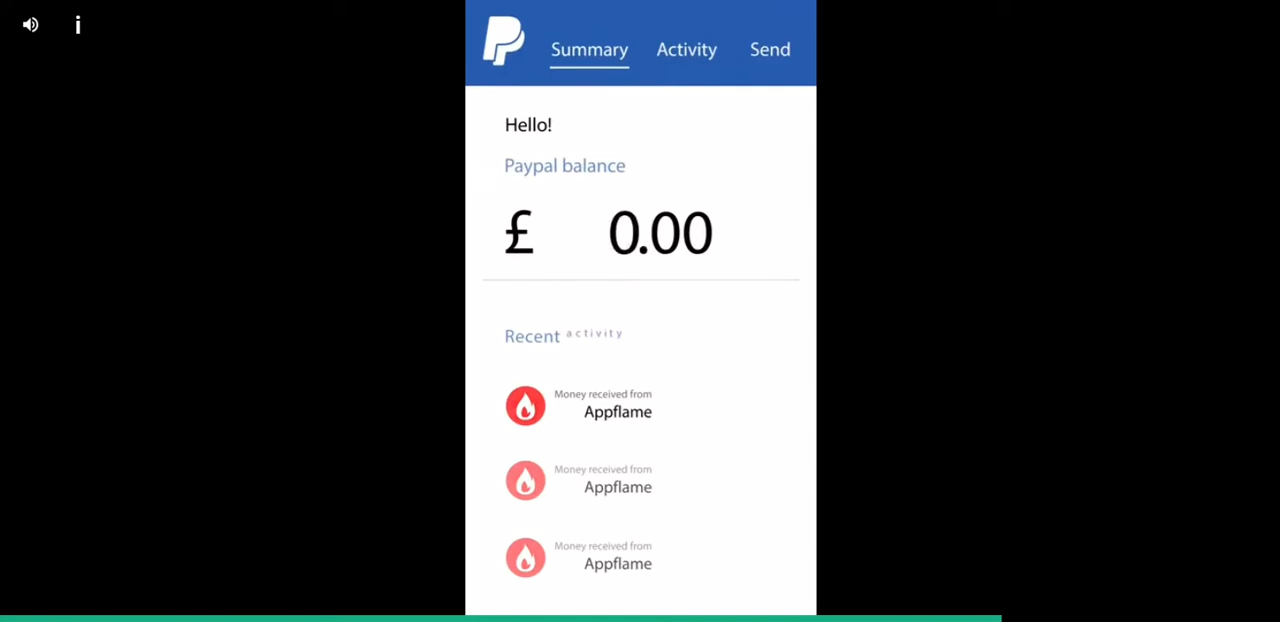 Summary Activity Send
Hello!
Paypal balance
£ 0.00
Recent activity
Money received from
Appflame
Money received from
Appflame
Money received from
Appflame